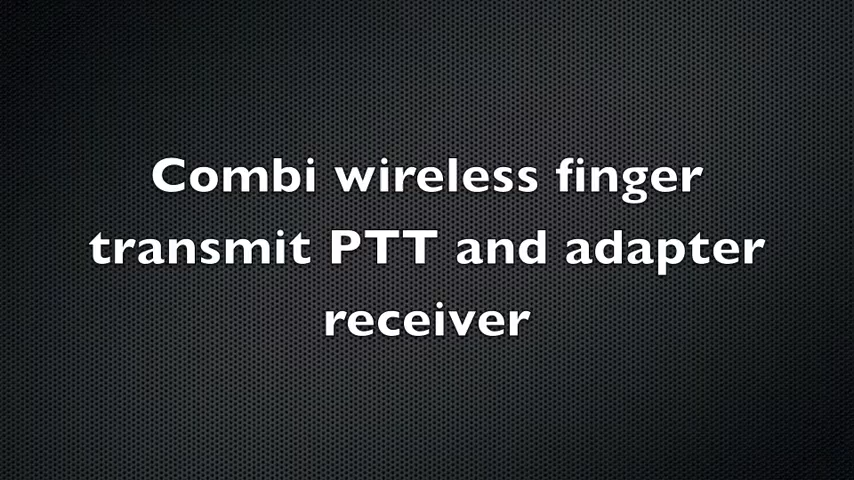 Combi wireless finger
transmit PTT and adapter
receiver